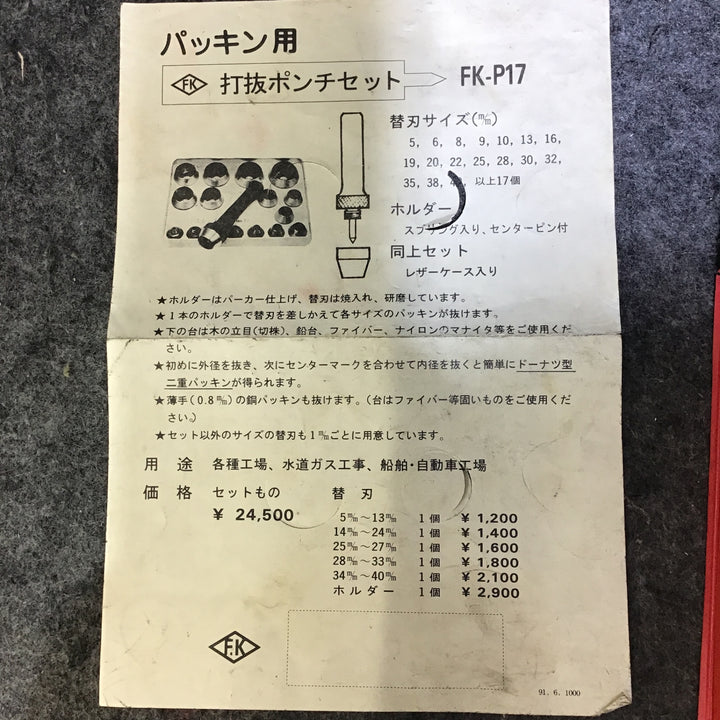 パッキン用
FK 打抜ポンチセット FK-P17
替刃サイズ(㎜)
5, 6, 8, 9, 10, 13, 16,
19, 20, 22, 25, 28, 30, 32,
35, 38, 以上17個
ホルダー
スプリング入り、センターピン付
同上セット
レザーケース入り
★ホルダーはパーカー仕上げ、替刃は焼入れ、研磨しています。
★1本のホルダーで替刃を差しかえて各サイズのパッキンが抜けます。
★下の台は木の立目(切株)、鉛台、ファイバー、ナイロンのマナイタ等をご使用くだ
さい。
★初めに外径を抜き、次にセンターマークを合わせて内径を抜くと簡単にドーナツ型
二重パッキンが得られます。
★薄手(0.8㎜)の銅パッキンも抜けます。(台はファイバー等固いものをご使用くだ
さい。)
★セット以外のサイズの替刃も1㎜ごとに用意しています。
用途 各種工場、水道ガス工事、船舶・自動車工場
価格 セットもの 替刃
¥24,500
5㎜〜13㎜ 1個 ¥1,200
14㎜〜24㎜ 1個 ¥1,400
25㎜〜27㎜ 1個 ¥1,600
28㎜〜33㎜ 1個 ¥1,800
34㎜〜40㎜ 1個 ¥2,100
ホルダー 1個 ¥2,900
F.K
91. 6. 1000